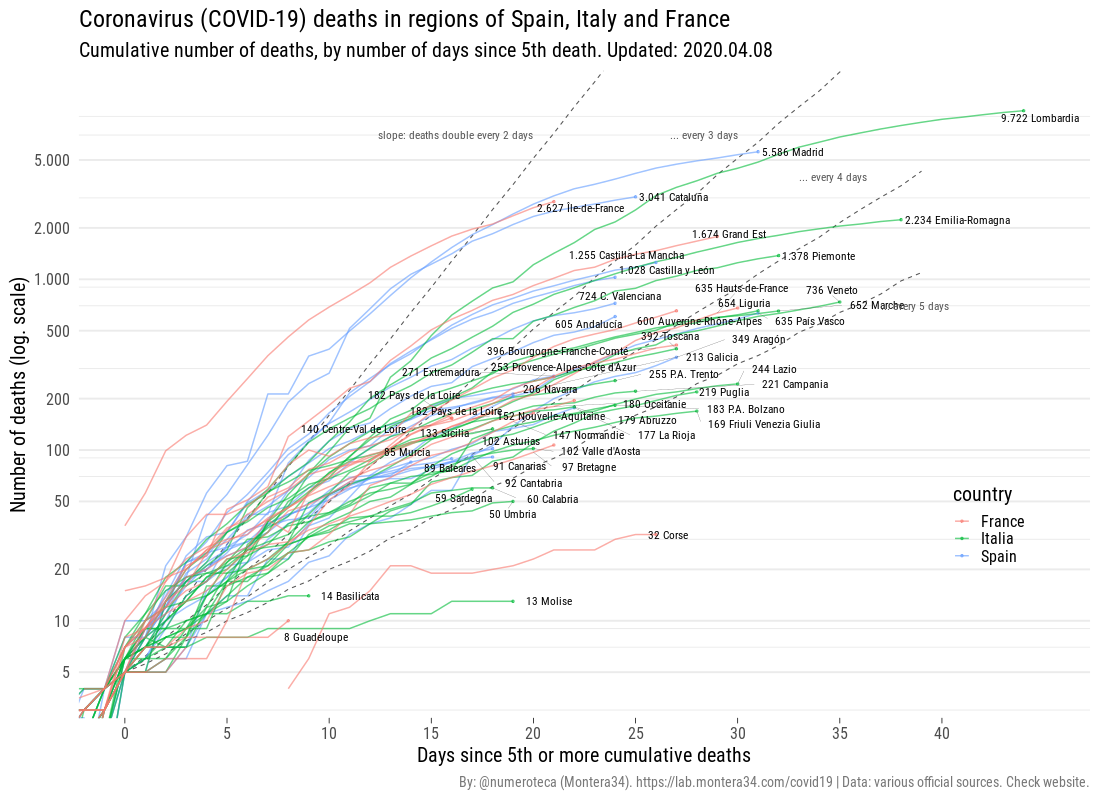 Coronavirus (COVID-19) deaths in regions of Spain, Italy and France
Cumulative number of deaths, by number of days since 5th death. Updated: 2020.04.08
Number of deaths (log. scale)
5.000
2.000
1.000
500
200
100
50
20
10
5
slope: deaths double every 2 days
... every 3 days
... every 4 days
... every 5 days
9.722 Lombardia
5.586 Madrid
3.041 Cataluña
2.627 Île-de-France
2.234 Emilia-Romagna
1.674 Grand Est
1.255 Castilla-La Mancha
1.378 Piemonte
1.028 Castilla y León
635 Hauts-de-France
736 Veneto
724 C. Valenciana
654 Liguria
652 Marche
605 Andalucía
600 Auvergne-Rhône-Alpes
635 País Vasco
392 Toscana
349 Aragón
396 Bourgogne-Franche-Comté
213 Galicia
271 Extremadura
253 Provence-Alpes-Côte d'Azur
255 P.A. Trento
244 Lazio
221 Campania
206 Navarra
219 Puglia
182 Pays de la Loire
182 Pays de la Loire
180 Occitanie
183 P.A. Bolzano
152 Nouvelle-Aquitaine
179 Abruzzo
169 Friuli Venezia Giulia
140 Centre-Val de Loire
133 Sicilia
147 Normandie
177 La Rioja
102 Asturias
85 Murcia
102 Valle d'Aosta
89 Baleares
91 Canarias
97 Bretagne
92 Cantabria
59 Sardegna
60 Calabria
50 Umbria
32 Corse
14 Basilicata
13 Molise
8 Guadeloupe
country
France
Italia
Spain
0
5
10
15
20
25
30
35
40
Days since 5th or more cumulative deaths
By: @numeroteca (Montera34). https://lab.montera34.com/covid19 | Data: various official sources. Check website.